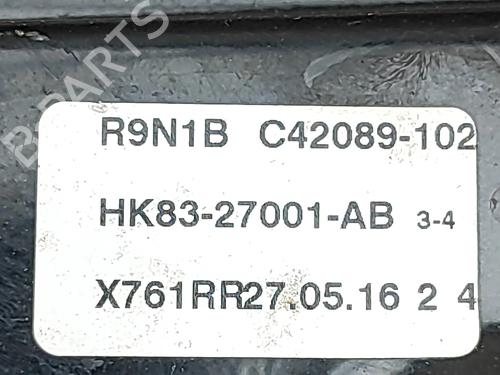 B-PARTS
R9N1B C42089-102
HK83-27001-AB 3-4
X761RR27.05.16 2 4